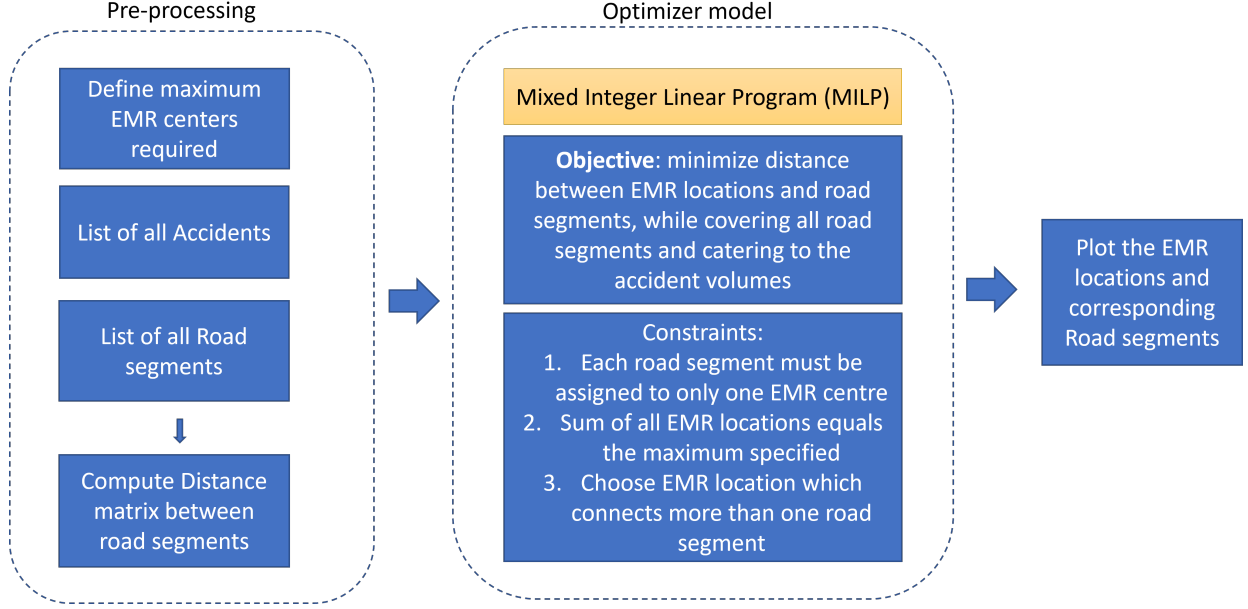 Pre-processing
Define maximum
EMR centers
required
List of all Accidents
List of all Road
segments
Compute Distance
matrix between
road segments
Optimizer model
Mixed Integer Linear Program (MILP)
Objective: minimize distance
between EMR locations and road
segments, while covering all road
segments and catering to the
accident volumes
Constraints:
1. Each road segment must be
assigned to only one EMR centre
2. Sum of all EMR locations equals
the maximum specified
3. Choose EMR location which
connects more than one road
segment
Plot the EMR
locations and
corresponding
Road segments